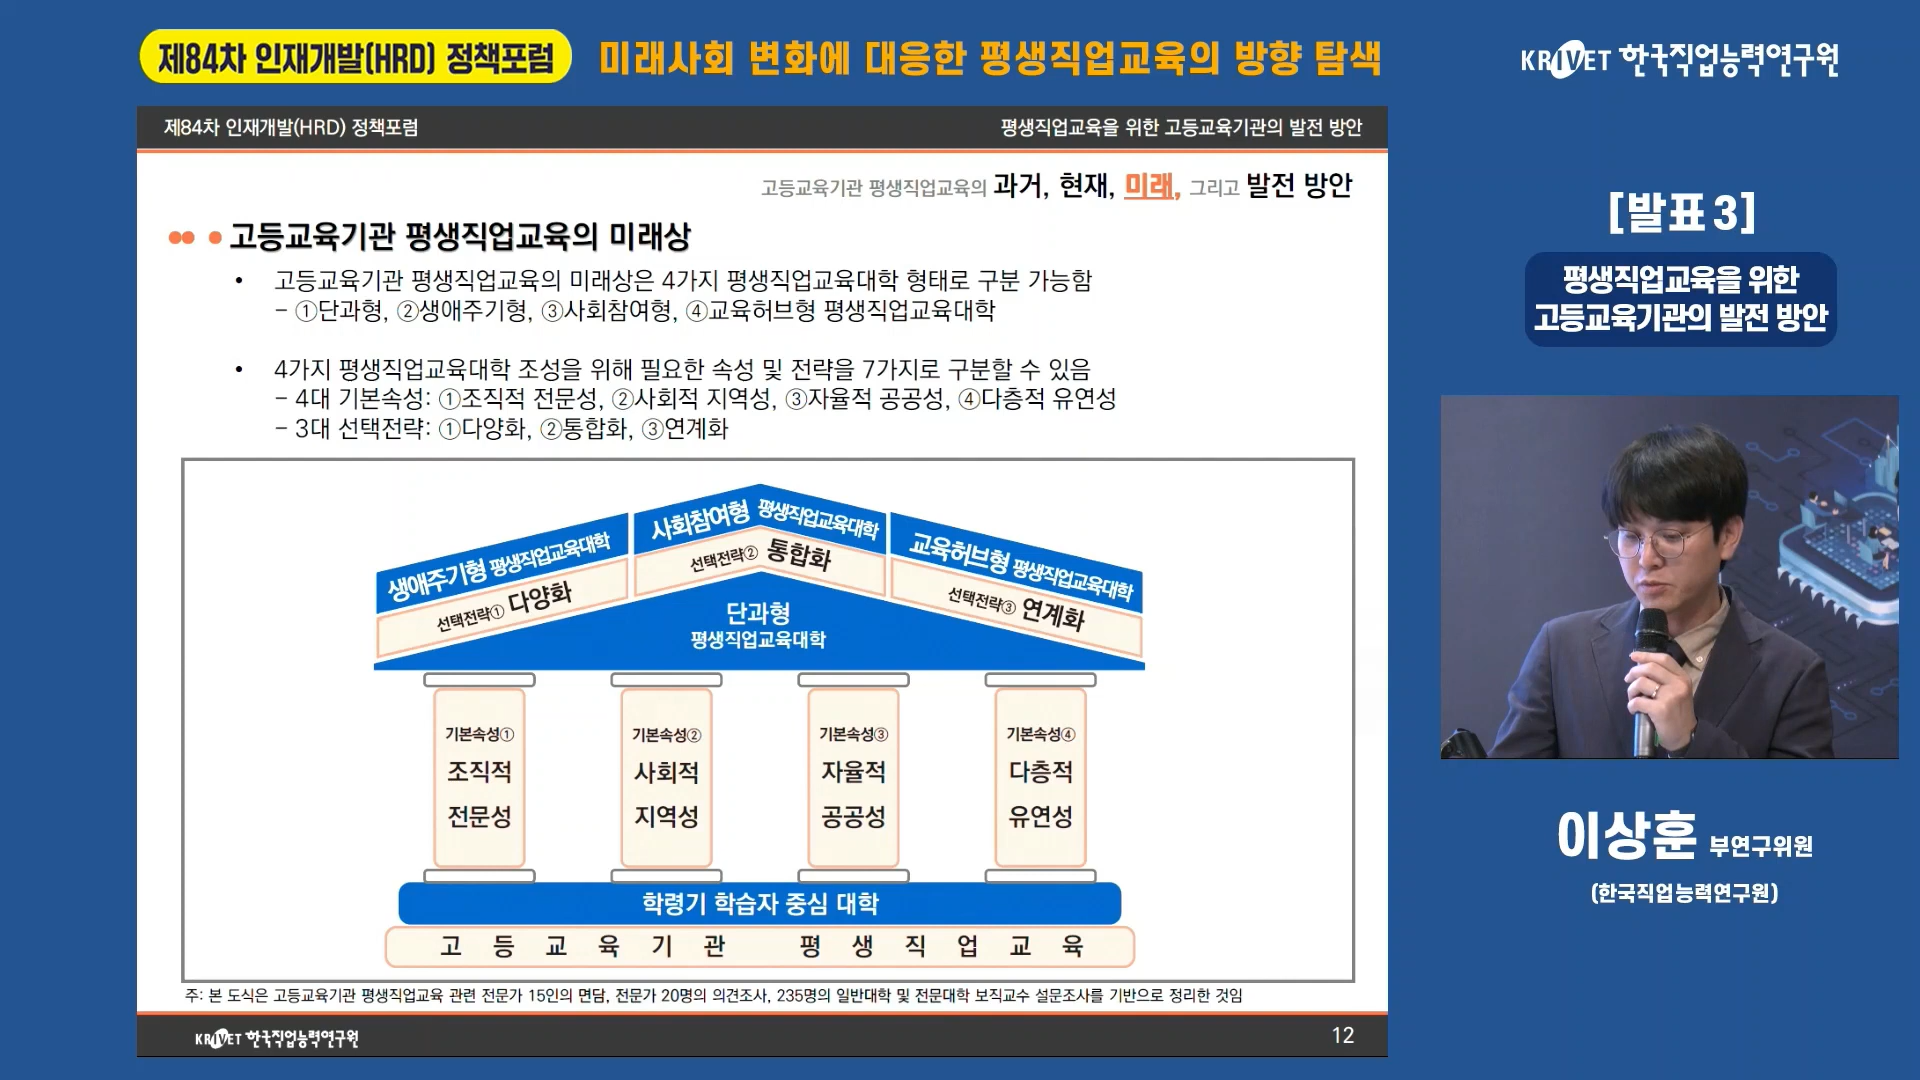 제84차 인재개발(HRD) 정책포럼
미래사회 변화에 대응한 평생직업교육의 방향 탐색
KRIVET 한국직업능력연구원
제84차 인재개발(HRD) 정책포럼
평생직업교육을 위한 고등교육기관의 발전 방안
고등교육기관 평생직업교육의 과거, 현재, 미래, 그리고 발전 방안
고등교육기관 평생직업교육의 미래상
• 고등교육기관 평생직업교육의 미래상은 4가지 평생직업교육대학 형태로 구분 가능함
– ①단과형, ②생애주기형, ③사회참여형, ④교육허브형 평생직업교육대학
• 4가지 평생직업교육대학 조성을 위해 필요한 속성 및 전략을 7가지로 구분할 수 있음
– 4대 기본속성: ①조직적 전문성, ②사회적 지역성, ③자율적 공공성, ④다층적 유연성
– 3대 선택전략: ①다양화, ②통합화, ③연계화
생애주기형 평생직업교육대학
선택전략① 다양화
사회참여형 평생직업교육대학
선택전략② 통합화
교육허브형 평생직업교육대학
선택전략③ 연계화
단과형
평생직업교육대학
기본속성①
조직적
전문성
기본속성②
사회적
지역성
기본속성③
자율적
공공성
기본속성④
다층적
유연성
학령기 학습자 중심 대학
고등교육기관 평생직업교육
주: 본 도식은 고등교육기관 평생직업교육 관련 전문가 15인의 면담, 전문가 20명의 의견조사, 235명의 일반대학 및 전문대학 보직교수 설문조사를 기반으로 정리한 것임
KRIVET 한국직업능력연구원
12
[발표 3]
평생직업교육을 위한
고등교육기관의 발전 방안
이상훈 부연구위원
(한국직업능력연구원)